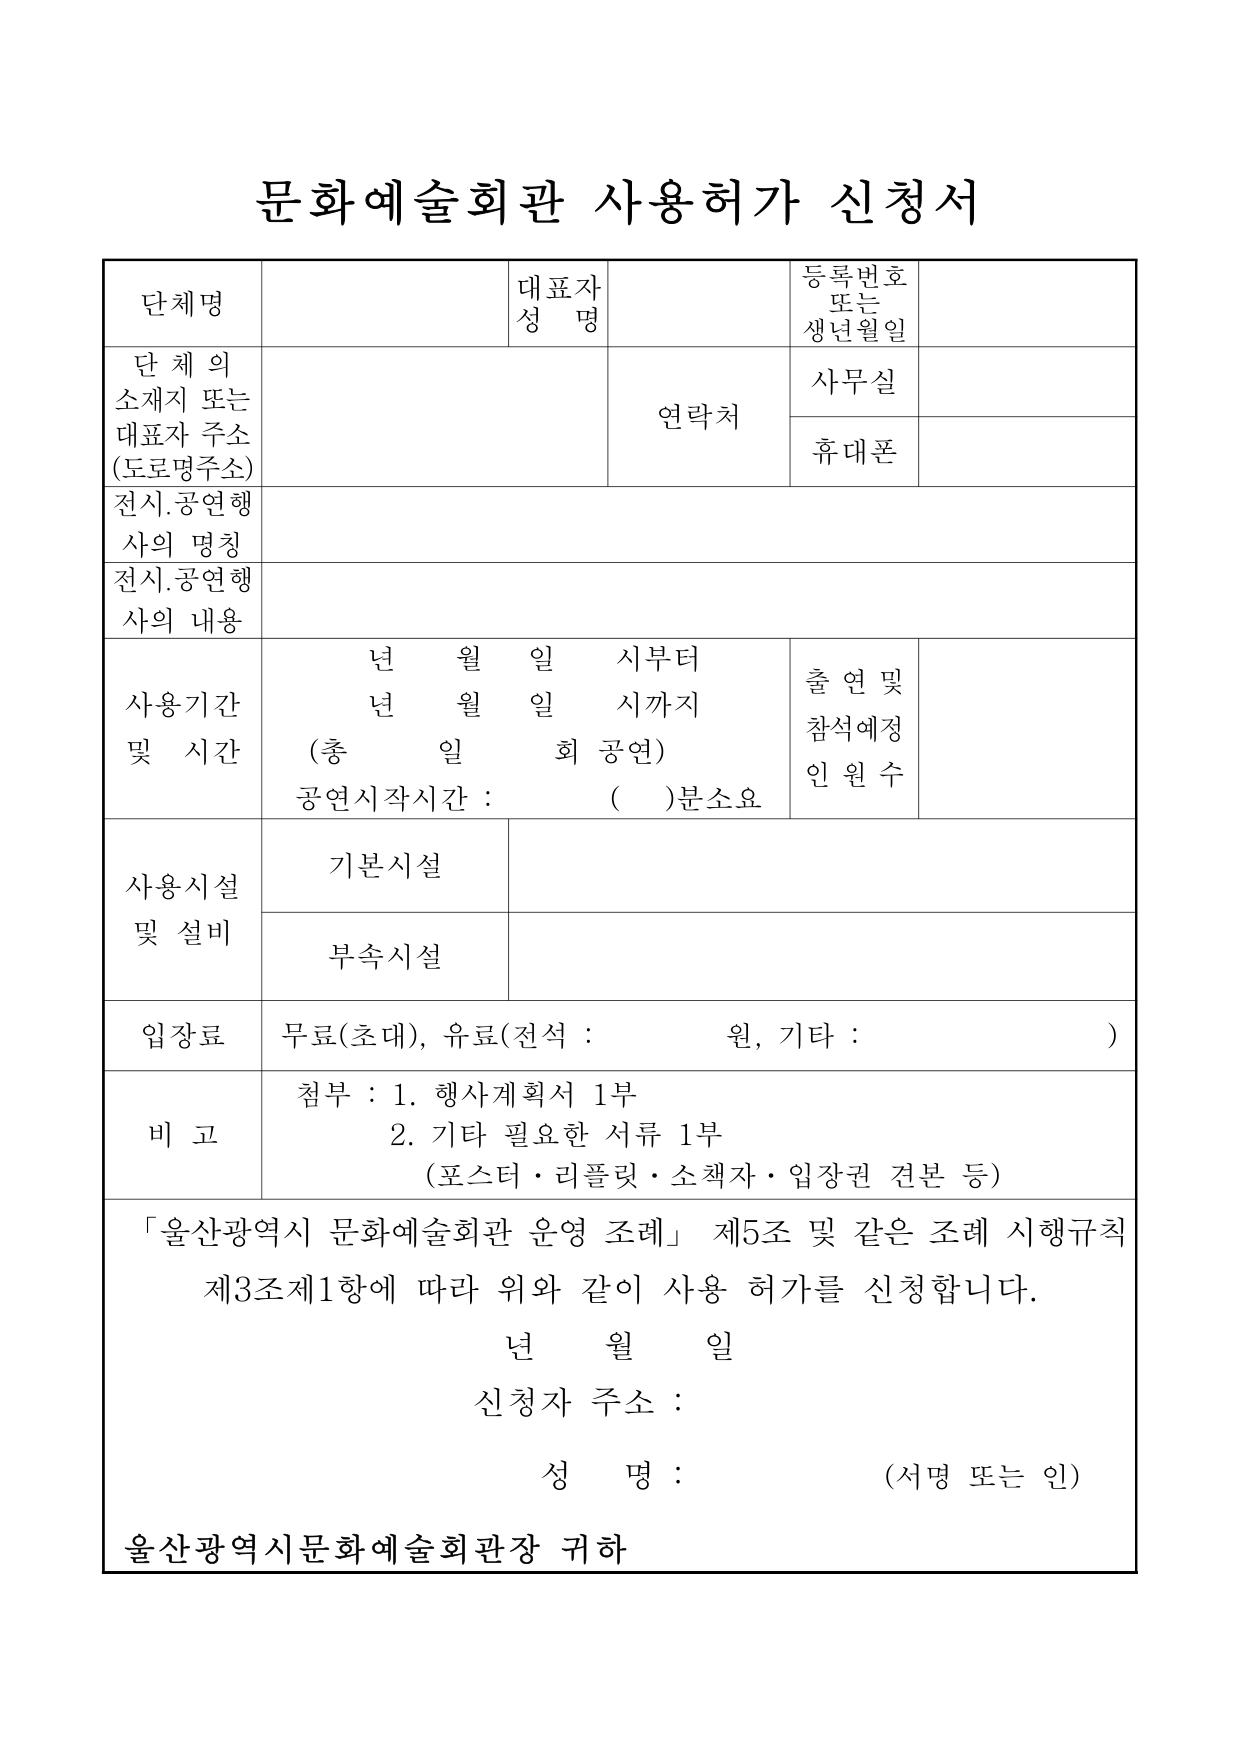 문화예술회관 사용허가 신청서
단체명
대표자
성 명
등록번호
또는
생년월일
단 체 의
소재지 또는
대표자 주소
(도로명주소)
연락처
사무실
휴대폰
전시.공연행
사의 명칭
전시.공연행
사의 내용
사용기간
및 시간
년 월 일 시부터
년 월 일 시까지
(총 일 회 공연)
공연시작시간 : ( )분소요
출 연 및
참석예정
인 원 수
사용시설
및 설비
기본시설
부속시설
입장료
무료(초대), 유료(전석 : 원, 기타 : )
비 고
첨부 : 1. 행사계획서 1부
2. 기타 필요한 서류 1부
(포스터·리플릿·소책자·입장권 견본 등)
「울산광역시 문화예술회관 운영 조례」 제5조 및 같은 조례 시행규칙
제3조제1항에 따라 위와 같이 사용 허가를 신청합니다.
년 월 일
신청자 주소 :
성 명 : (서명 또는 인)
울산광역시문화예술회관장 귀하